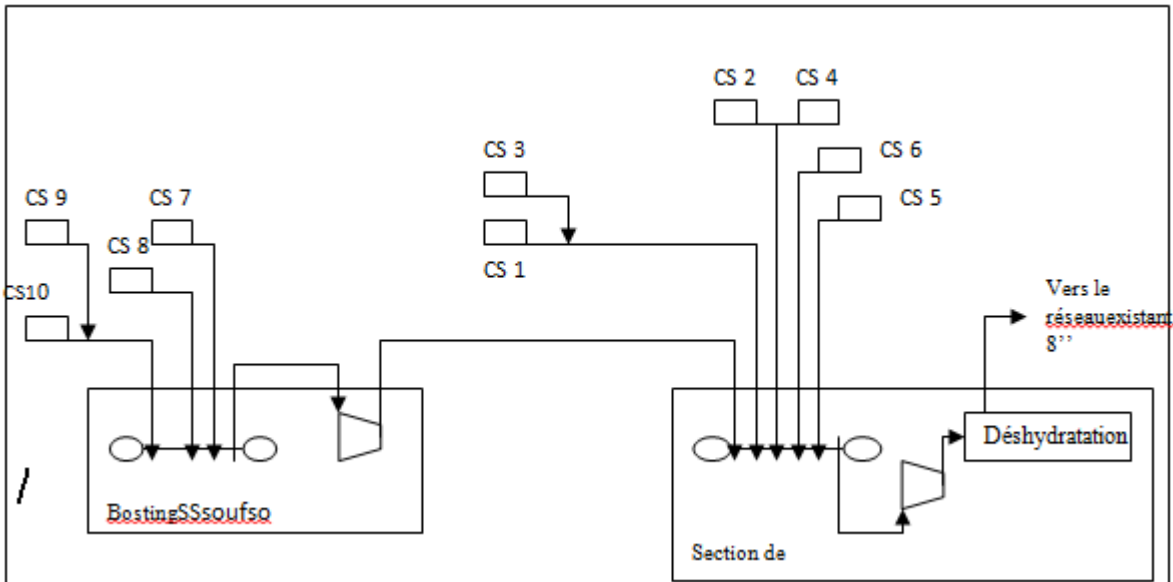 CS 2 CS 4
CS 3
CS 6
CS 9 CS 7
CS 5
CS 8
CS 1
CS10
Vers le
réseauexistant
8’’
Déshydratation
BostingSSsoufso
Section de